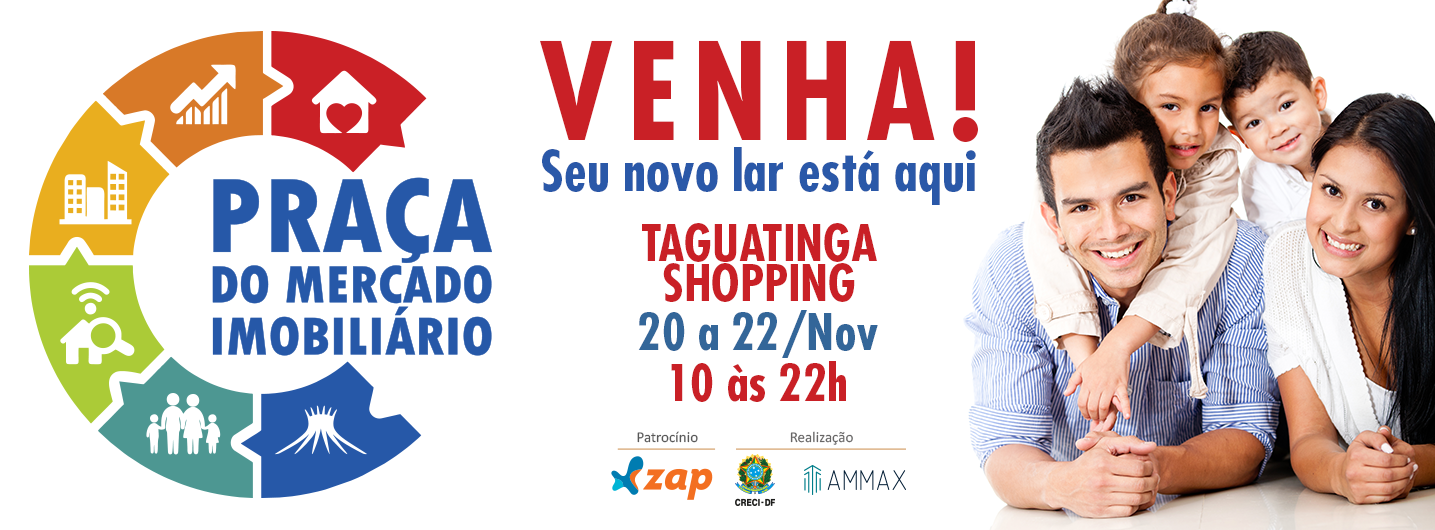 PRAÇA
DO MERCADO
IMOBILIÁRIO
VENHA!
Seu novo lar está aqui
TAGUATINGA
SHOPPING
20 a 22/Nov
10 às 22h
Patrocínio
Realização
zap
CRECI-DF
AMMAX